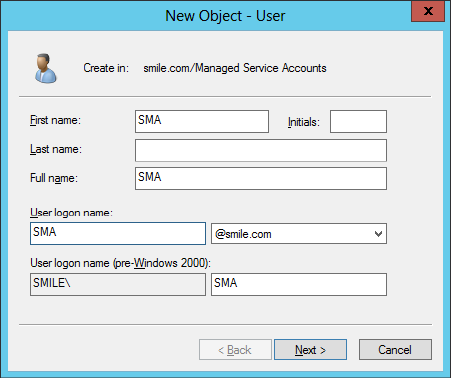 New Object - User
x
Create in: smile.com/Managed Service Accounts
First name: SMA Initials:
Last name:
Full name: SMA
User logon name:
SMA @smile.com
User logon name (pre-Windows 2000):
SMILE\ SMA
< Back Next > Cancel